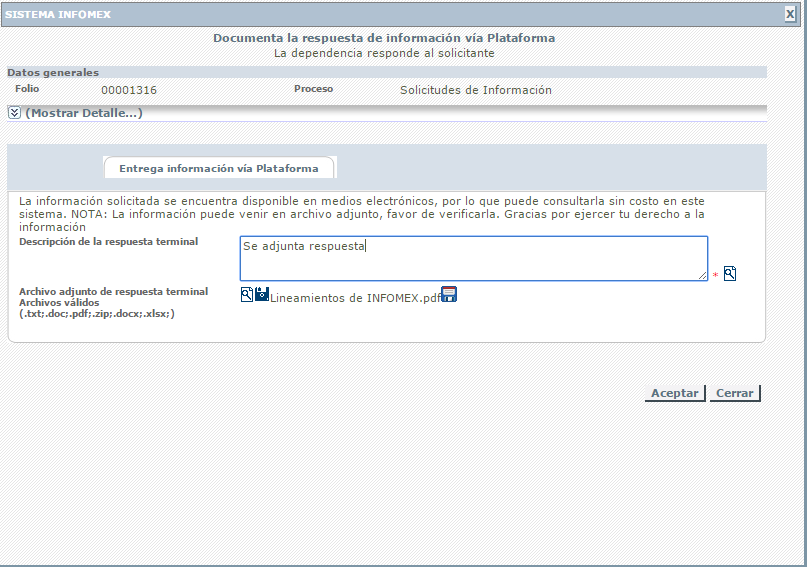 SISTEMA INFOMEX
X
Documenta la respuesta de información vía Plataforma
La dependencia responde al solicitante
Datos generales
Folio 00001316 Proceso Solicitudes de Información
(Mostrar Detalle...)
Entrega información vía Plataforma
La información solicitada se encuentra disponible en medios electrónicos, por lo que puede consultarla sin costo en este
sistema. NOTA: La información puede venir en archivo adjunto, favor de verificarla. Gracias por ejercer tu derecho a la
información
Descripción de la respuesta terminal
Se adjunta respuesta
*
Archivo adjunto de respuesta terminal
Archivos válidos
(.txt;.doc;.pdf;.zip;.docx;.xlsx;)
Lineamientos de INFOMEX.pdf
Aceptar Cerrar